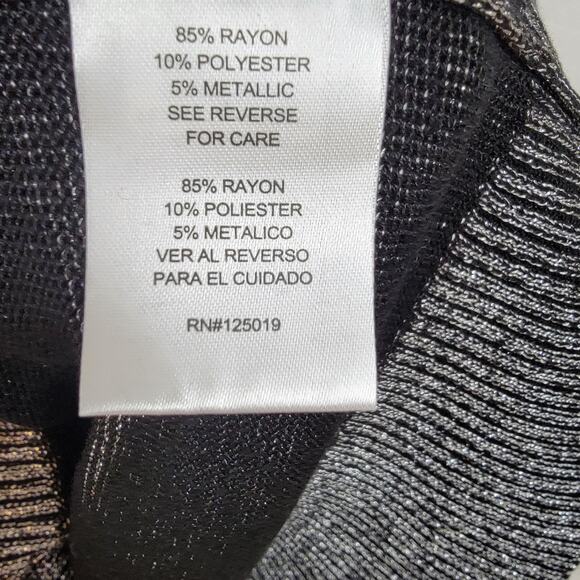 85% RAYON
10% POLYESTER
5% METALLIC
SEE REVERSE
FOR CARE
85% RAYON
10% POLIESTER
5% METALICO
VER AL REVERSO
PARA EL CUIDADO
RN#125019